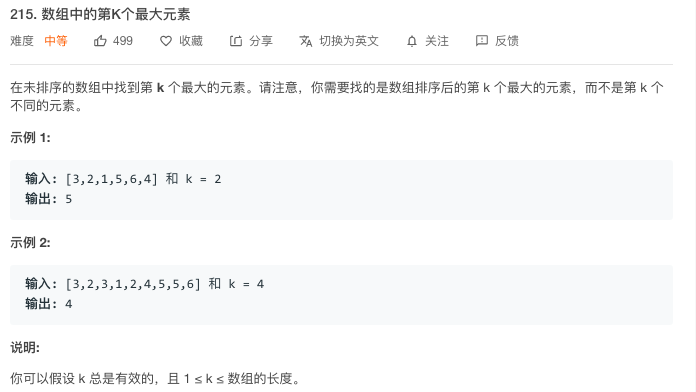 215. 数组中的第K个最大元素
难度 中等 499 收藏 分享 切换为英文 关注 反馈
在未排序的数组中找到第 k 个最大的元素。请注意，你需要找的是数组排序后的第 k 个最大的元素，而不是第 k 个
不同的元素。
示例 1:
输入: [3,2,1,5,6,4] 和 k = 2
输出: 5
示例 2:
输入: [3,2,3,1,2,4,5,5,6] 和 k = 4
输出: 4
说明:
你可以假设 k 总是有效的，且 1 ≤ k ≤ 数组的长度。